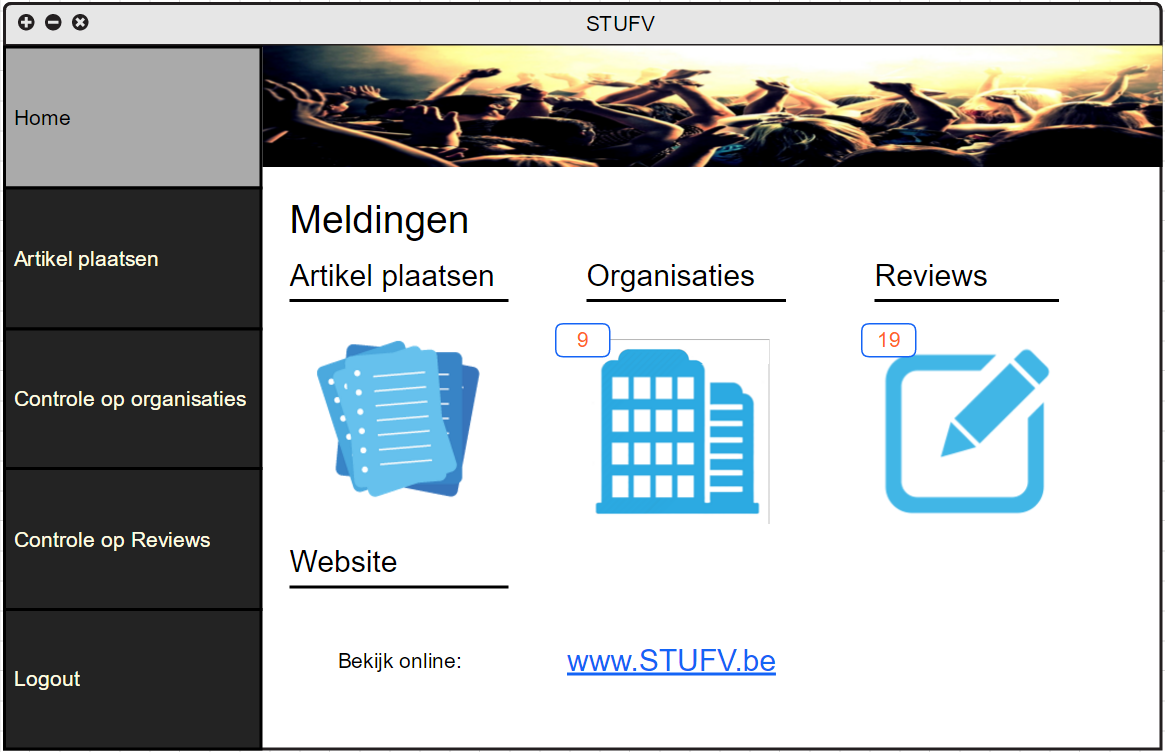 STUFV
Home
Artikel plaatsen
Controle op organisaties
Controle op Reviews
Logout
Meldingen
Artikel plaatsen
Organisaties
Reviews
9
19
Website
Bekijk online:
www.STUFV.be